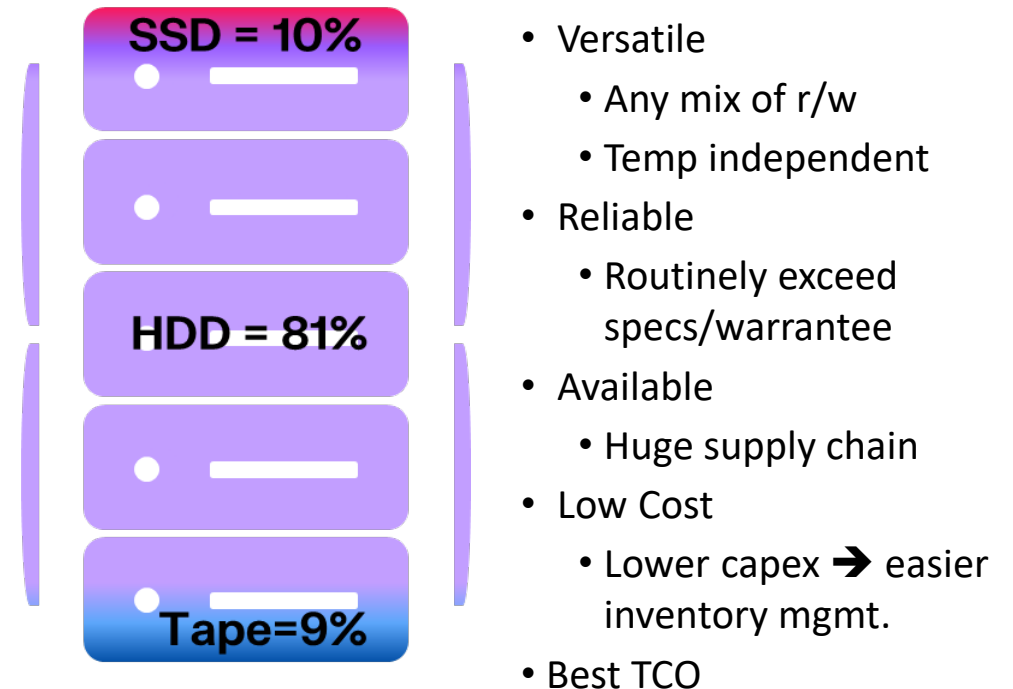 SSD = 10%
HDD = 81%
Tape=9%
• Versatile
• Any mix of r/w
• Temp independent
• Reliable
• Routinely exceed
specs/warrantee
• Available
• Huge supply chain
• Low Cost
• Lower capex 🡺 easier
inventory mgmt.
• Best TCO